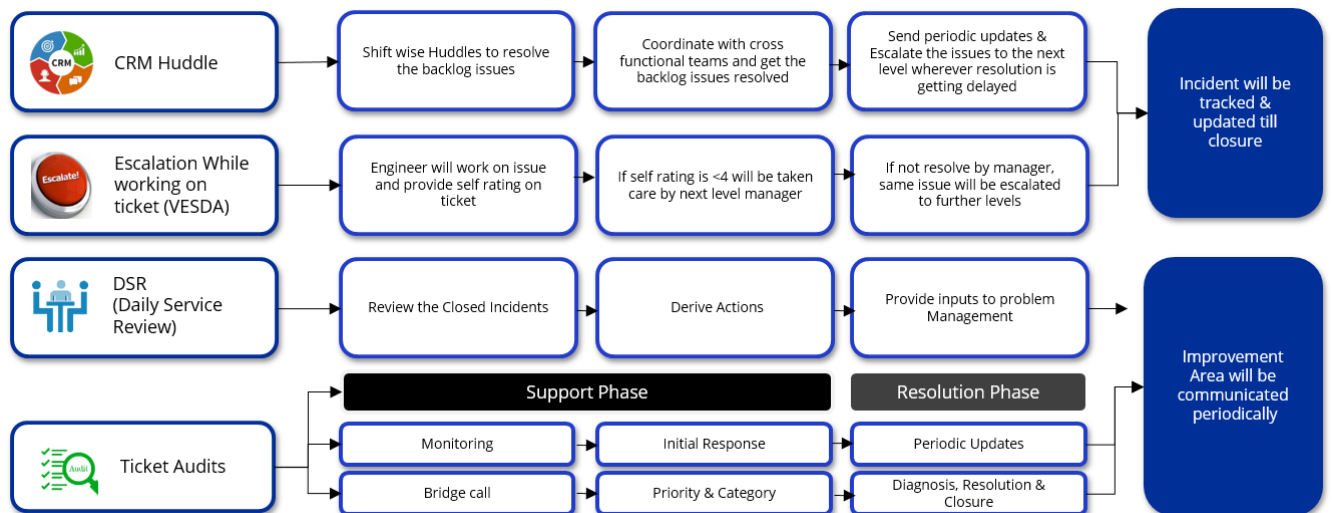 CRM
CRM Huddle
Shift wise Huddles to resolve
the backlog issues
Coordinate with cross
functional teams and get the
backlog issues resolved
Send periodic updates &
Escalate the issues to the next
level wherever resolution is
getting delayed
Incident will be
tracked &
updated till
closure
Escalate!
Escalation While
working on
ticket (VESDA)
Engineer will work on issue
and provide self rating on
ticket
If self rating is <4 will be taken
care by next level manager
If not resolve by manager,
same issue will be escalated
to further levels
DSR
(Daily Service
Review)
Review the Closed Incidents
Derive Actions
Provide inputs to problem
Management
Improvement
Area will be
communicated
periodically
Support Phase
Resolution Phase
Audit
Ticket Audits
Monitoring
Initial Response
Periodic Updates
Bridge call
Priority & Category
Diagnosis, Resolution &
Closure